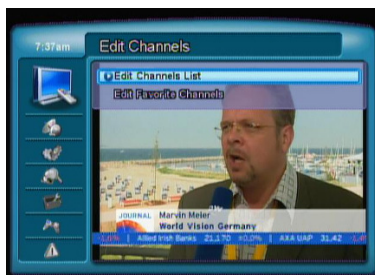 7:37am
Edit Channels
Edit Channels List
Edit Favorite Channels
JOURNAL Marvin Meier
World Vision Germany
| Allied Irish Banks 21,170 +0,0% | AXA UAP 31,42